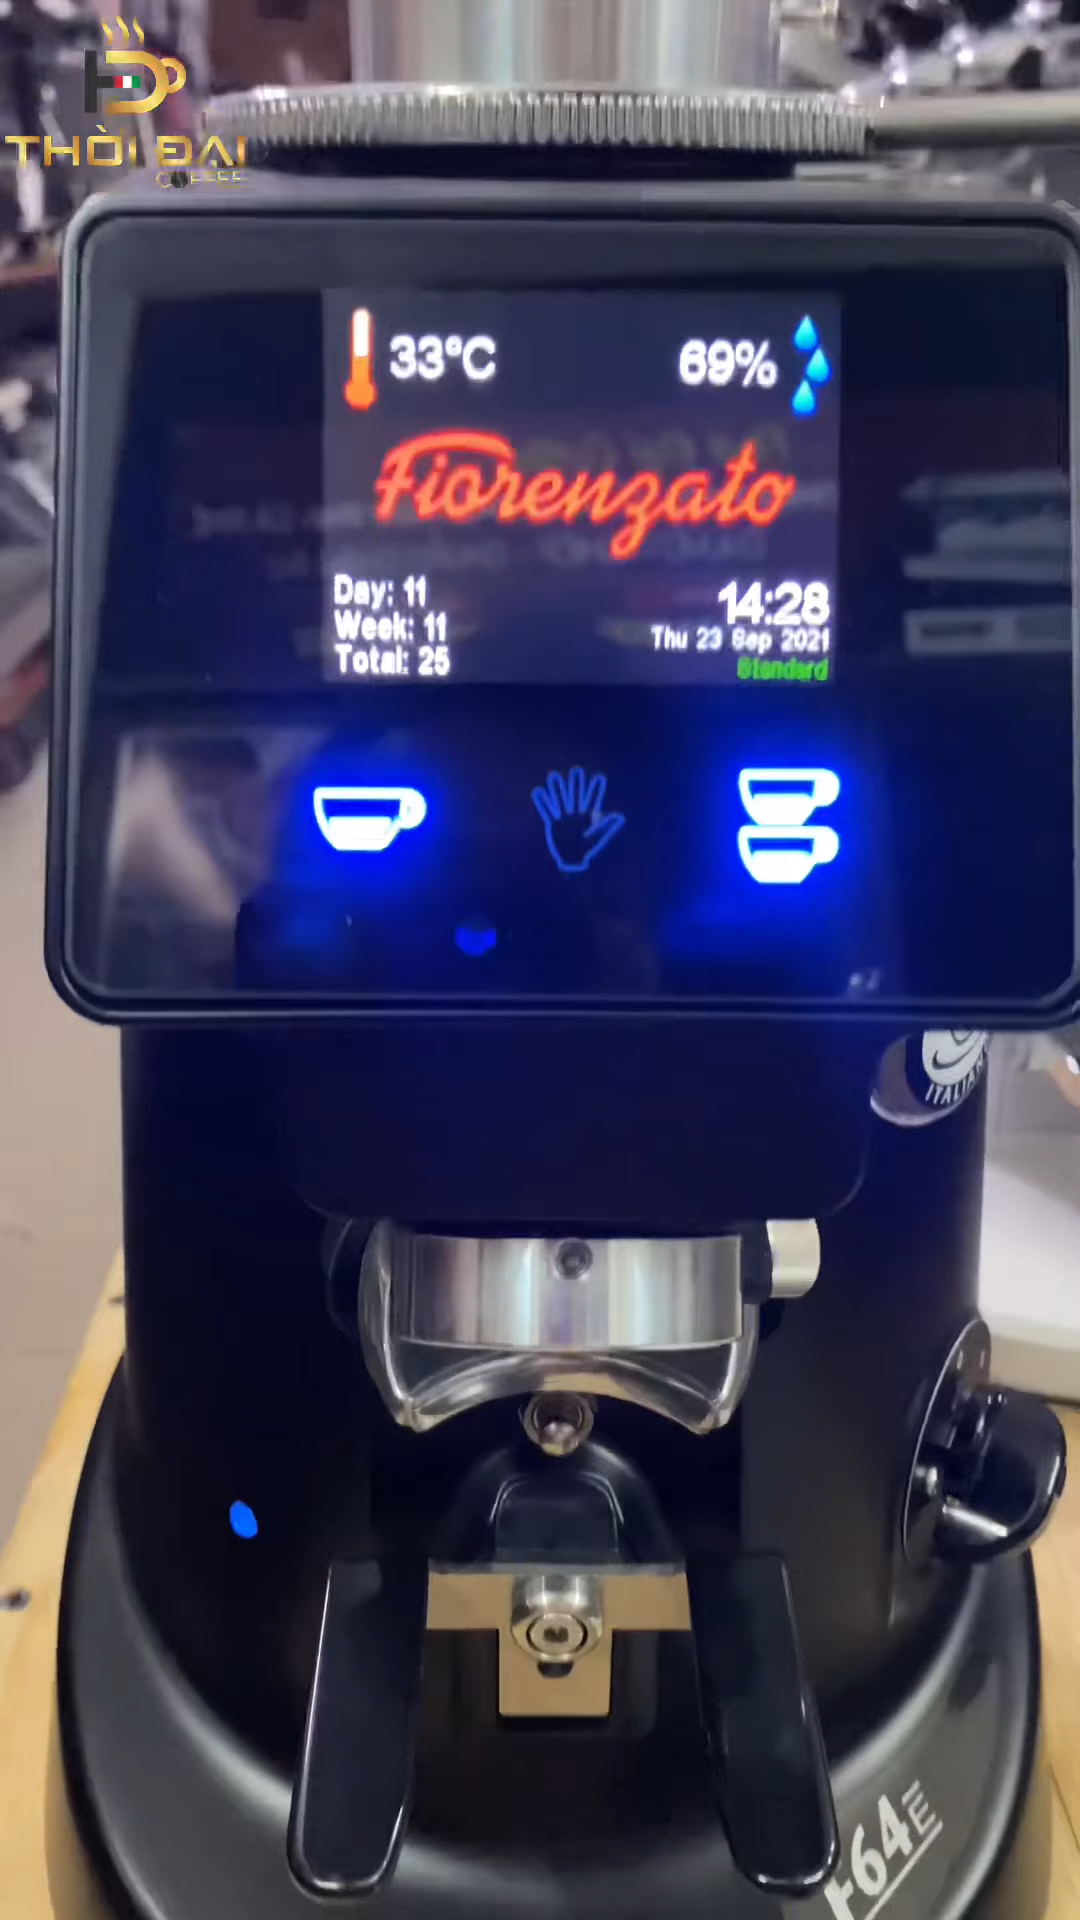 THỜI ĐẠI
COFFEE
33°C
69%
Fiorenzato
Day: 11
Week: 11
Total: 25
14:28
Thu 23 Sep 2021
Standard
F64E